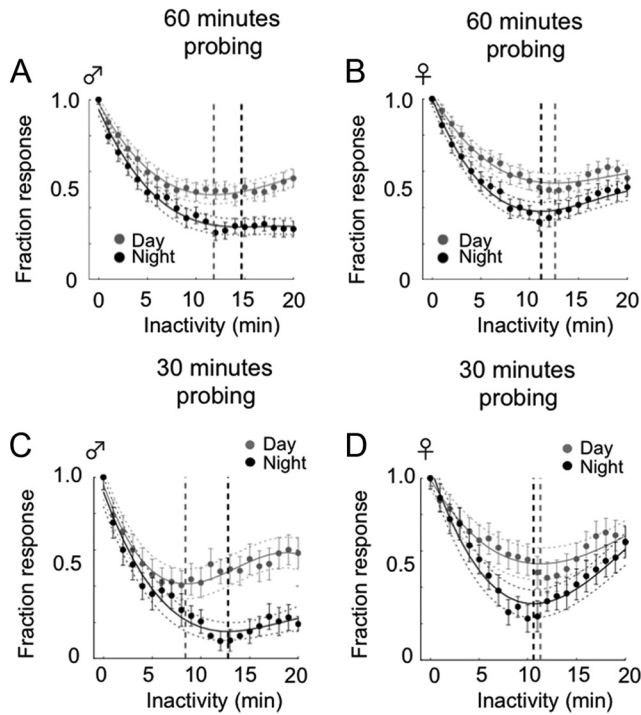 60 minutes
probing
60 minutes
probing
A ♂
B ♀
Fraction response
1.0
0.5
0
Day
Night
0 5 10 15 20
Inactivity (min)
Fraction response
1.0
0.5
0
Day
Night
0 5 10 15 20
Inactivity (min)
30 minutes
probing
30 minutes
probing
C ♂
D ♀
Day
Night
Fraction response
1.0
0.5
0
0 5 10 15 20
Inactivity (min)
Day
Night
Fraction response
1.0
0.5
0
0 5 10 15 20
Inactivity (min)